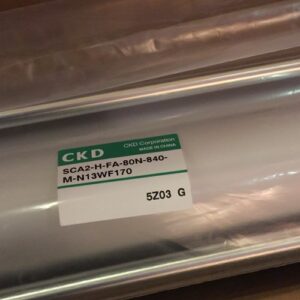 CKD
CKD Corporation
MADE IN CHINA
SCA2-H-FA-80N-840-
M-N13WF170
5Z03 G